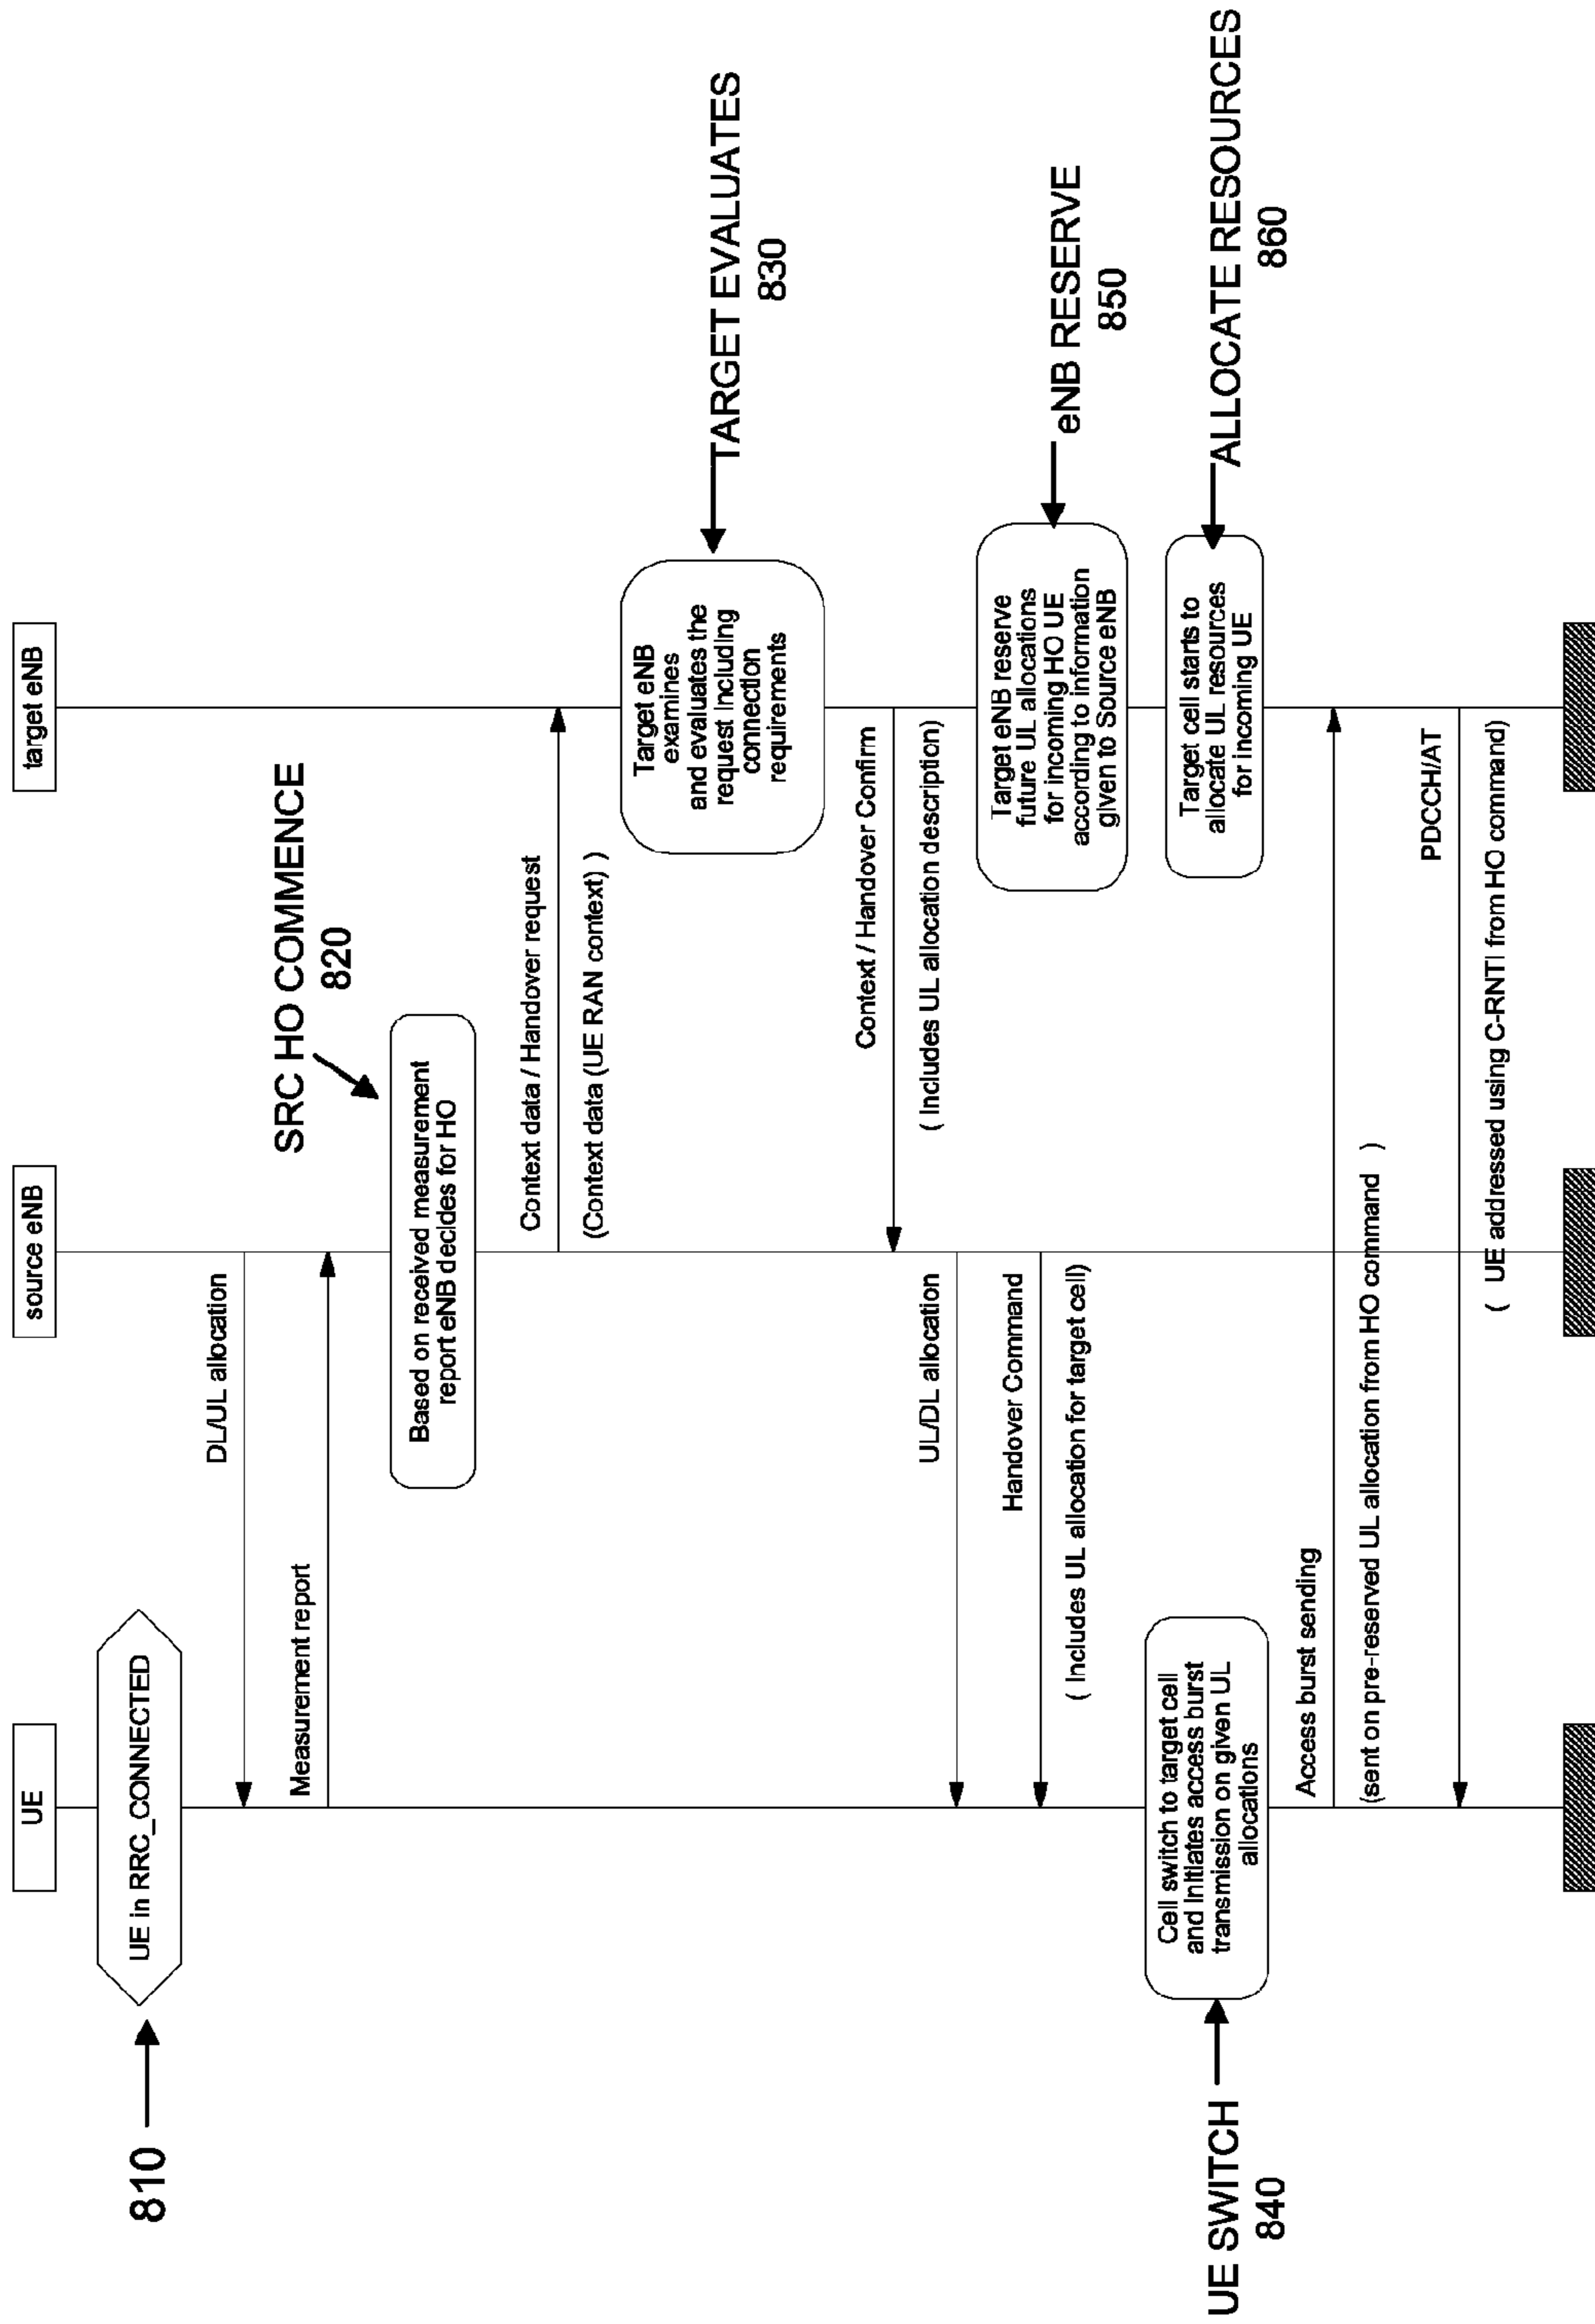 UE
source eNB
target eNB
810
UE in RRC_CONNECTED
DL/UL allocation
Measurement report
SRC HO COMMENCE
820
Based on received measurement
report eNB decides for HO
Context data / Handover request
(Context data (UE RAN context) )
Target eNB
examines
and evaluates the
request including
connection
requirements
TARGET EVALUATES
830
Context / Handover Confirm
( Includes UL allocation description)
UL/DL allocation
Handover Command
( Includes UL allocation for target cell)
Target eNB reserve
future UL allocations
for incoming HO UE
according to information
given to Source eNB
eNB RESERVE
850
UE SWITCH
840
Cell switch to target cell
and initiates access burst
transmission on given UL
allocations
Target cell starts to
allocate UL resources
for incoming UE
ALLOCATE RESOURCES
860
Access burst sending
(sent on pre-reserved UL allocation from HO command )
PDCCH/AT
( UE addressed using C-RNTI from HO command)